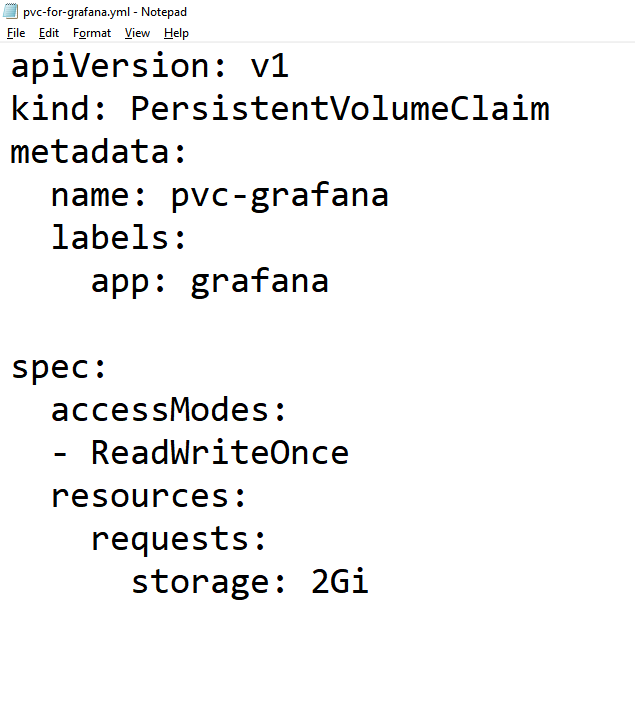 pvc-for-grafana.yml - Notepad
File Edit Format View Help
apiVersion: v1
kind: PersistentVolumeClaim
metadata:
  name: pvc-grafana
  labels:
    app: grafana

spec:
  accessModes:
  - ReadWriteOnce
  resources:
    requests:
      storage: 2Gi